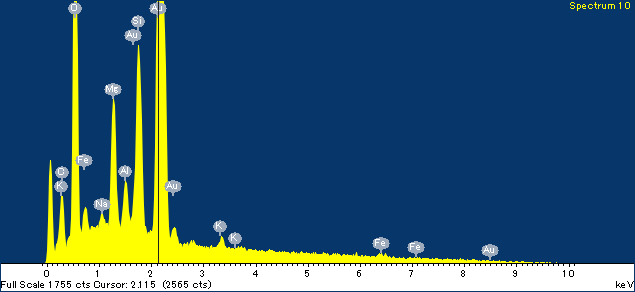 Spectrum 10
O
Au
Si
Au
Mg
Fe
C
Al
K
Au
Na
K
K
Fe
Fe
Au
0 1 2 3 4 5 6 7 8 9 10
Full Scale 1755 cts Cursor: 2.115 (2565 cts) keV